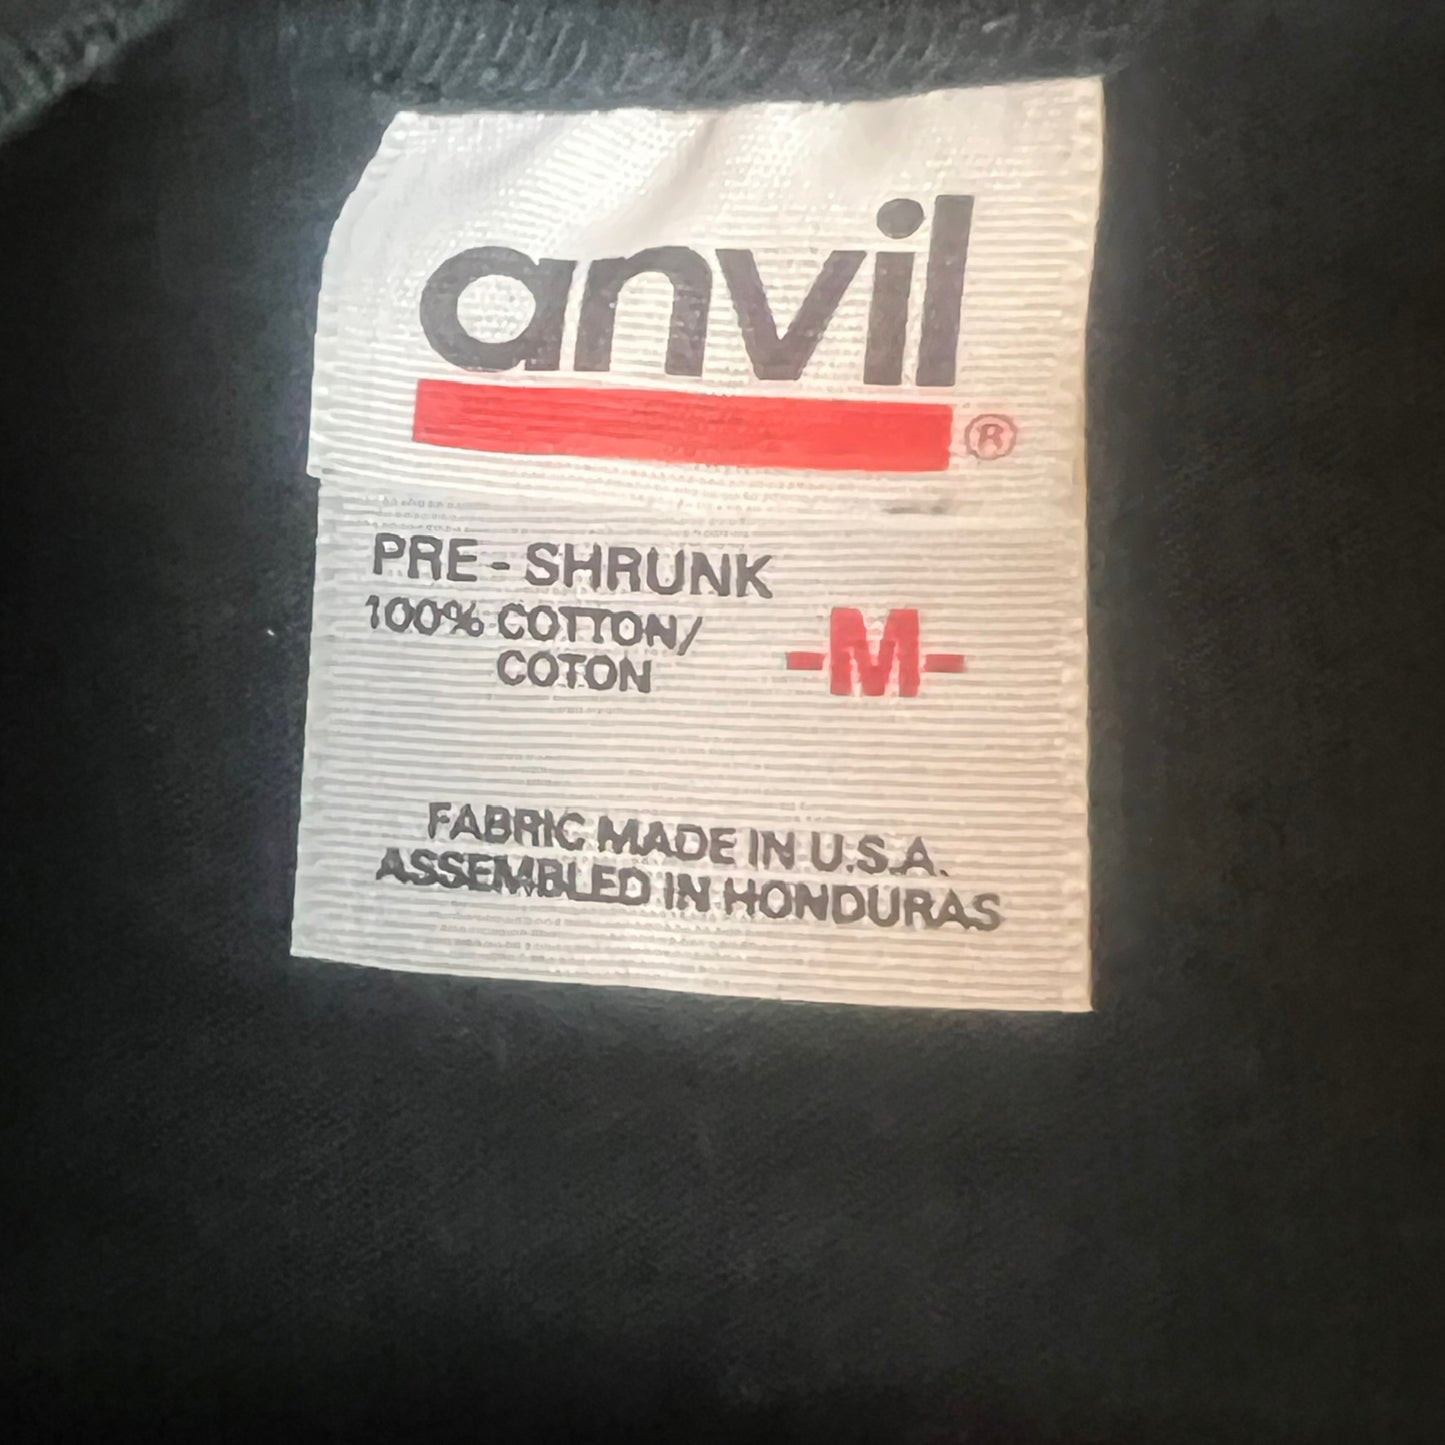 anvil
®
PRE - SHRUNK
100% COTTON/
COTON
-M-
FABRIC MADE IN U.S.A.
ASSEMBLED IN HONDURAS